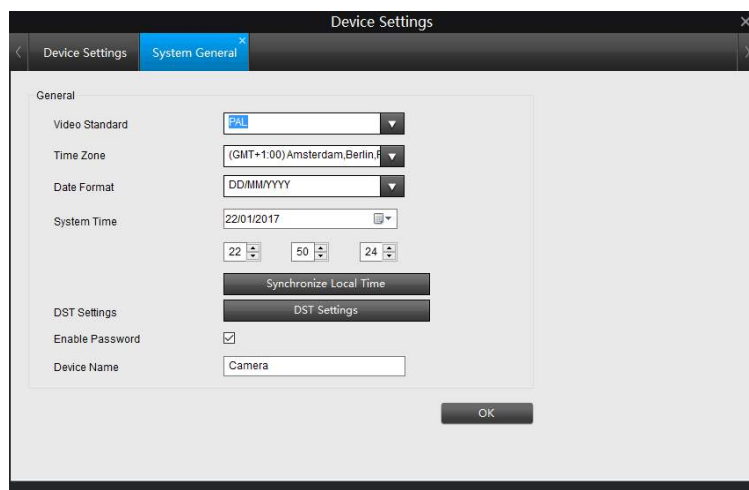 Device Settings
Device Settings
System General
General
Video Standard
PAL
Time Zone
(GMT+1:00) Amsterdam,Berlin,
Date Format
DD/MM/YYYY
System Time
22/01/2017
22 50 24
Synchronize Local Time
DST Settings
DST Settings
Enable Password
Device Name
Camera
OK